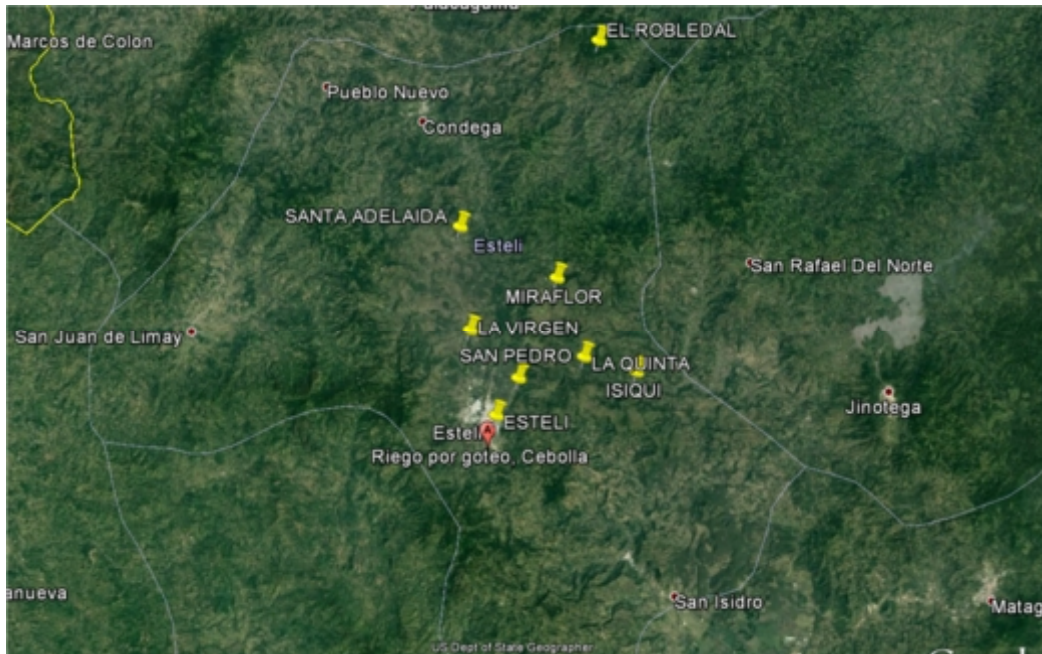 EL ROBLEDAL
Marcos de Colon
Pueblo Nuevo
Condega
SANTA ADELAIDA
Esteli
San Rafael Del Norte
MIRAFLOR
LA VIRGEN
San Juan de Limay
SAN PEDRO
LA QUINTA
ISIQUI
Jinotega
ESTELI
Esteli
A
Riego por goteo, Cebolla
anueva
San Isidro
Matag
US Dept of State Geographer